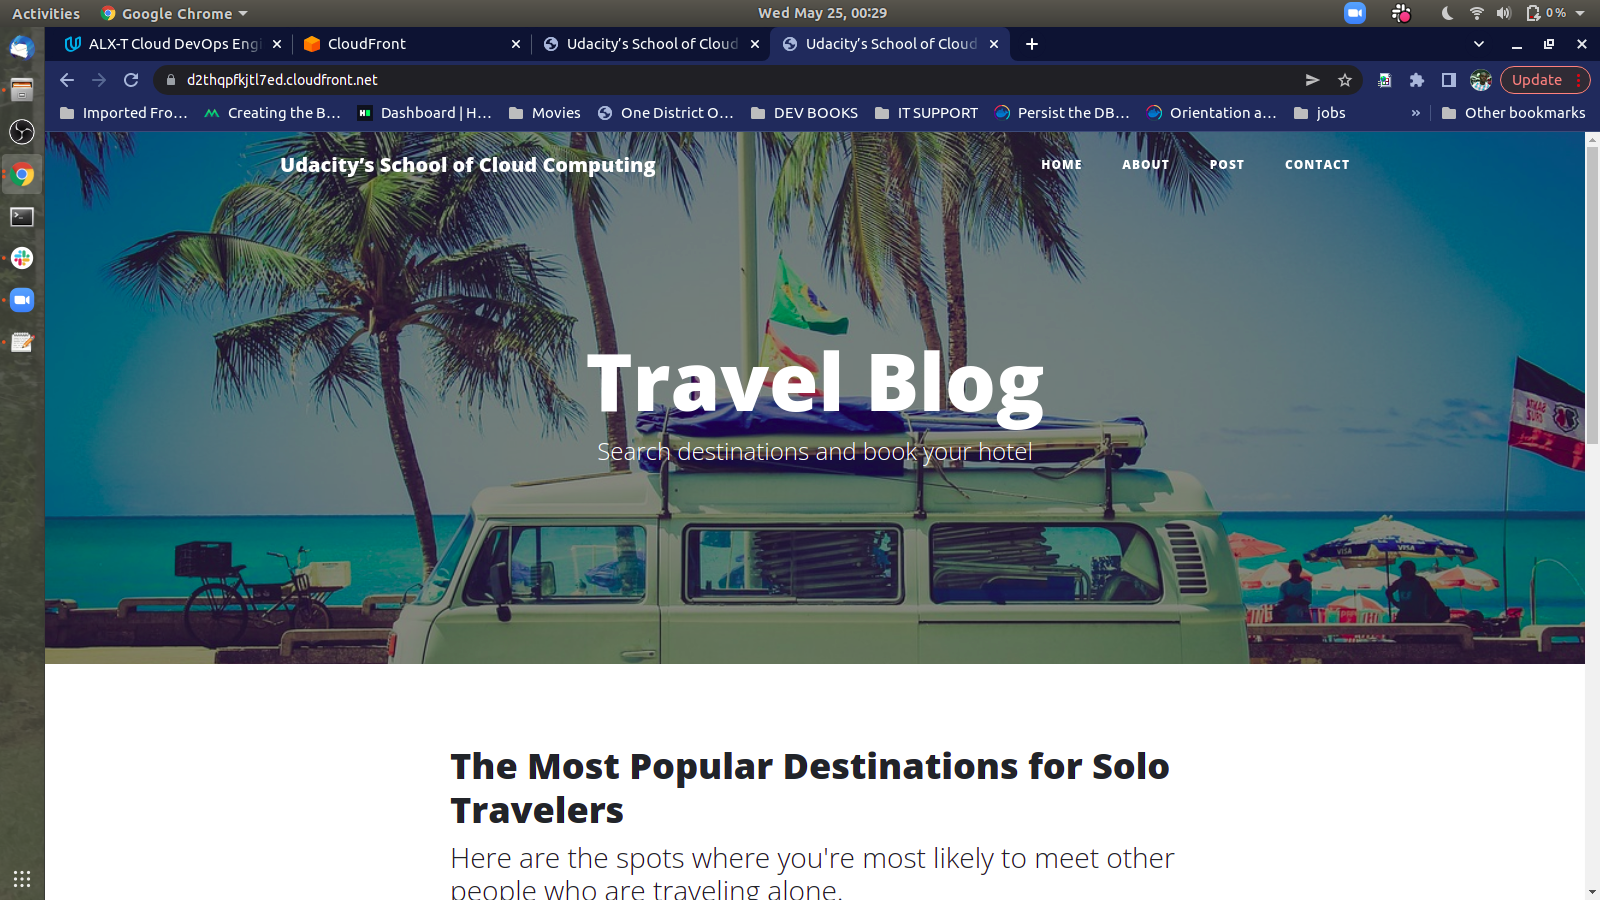 Activities
Google Chrome
Wed May 25, 00:29
0 %
ALX-T Cloud DevOps Engi
CloudFront
Udacity’s School of Cloud
Udacity’s School of Cloud
d2thqpfkjtl7ed.cloudfront.net
Update
Imported Fro...
Creating the B...
Dashboard | H...
Movies
One District O...
DEV BOOKS
IT SUPPORT
Persist the DB...
Orientation a...
jobs
»
Other bookmarks
Udacity’s School of Cloud Computing
HOME
ABOUT
POST
CONTACT
Travel Blog
Search destinations and book your hotel
VISA
VISA
The Most Popular Destinations for Solo
Travelers
Here are the spots where you're most likely to meet other
people who are traveling alone.